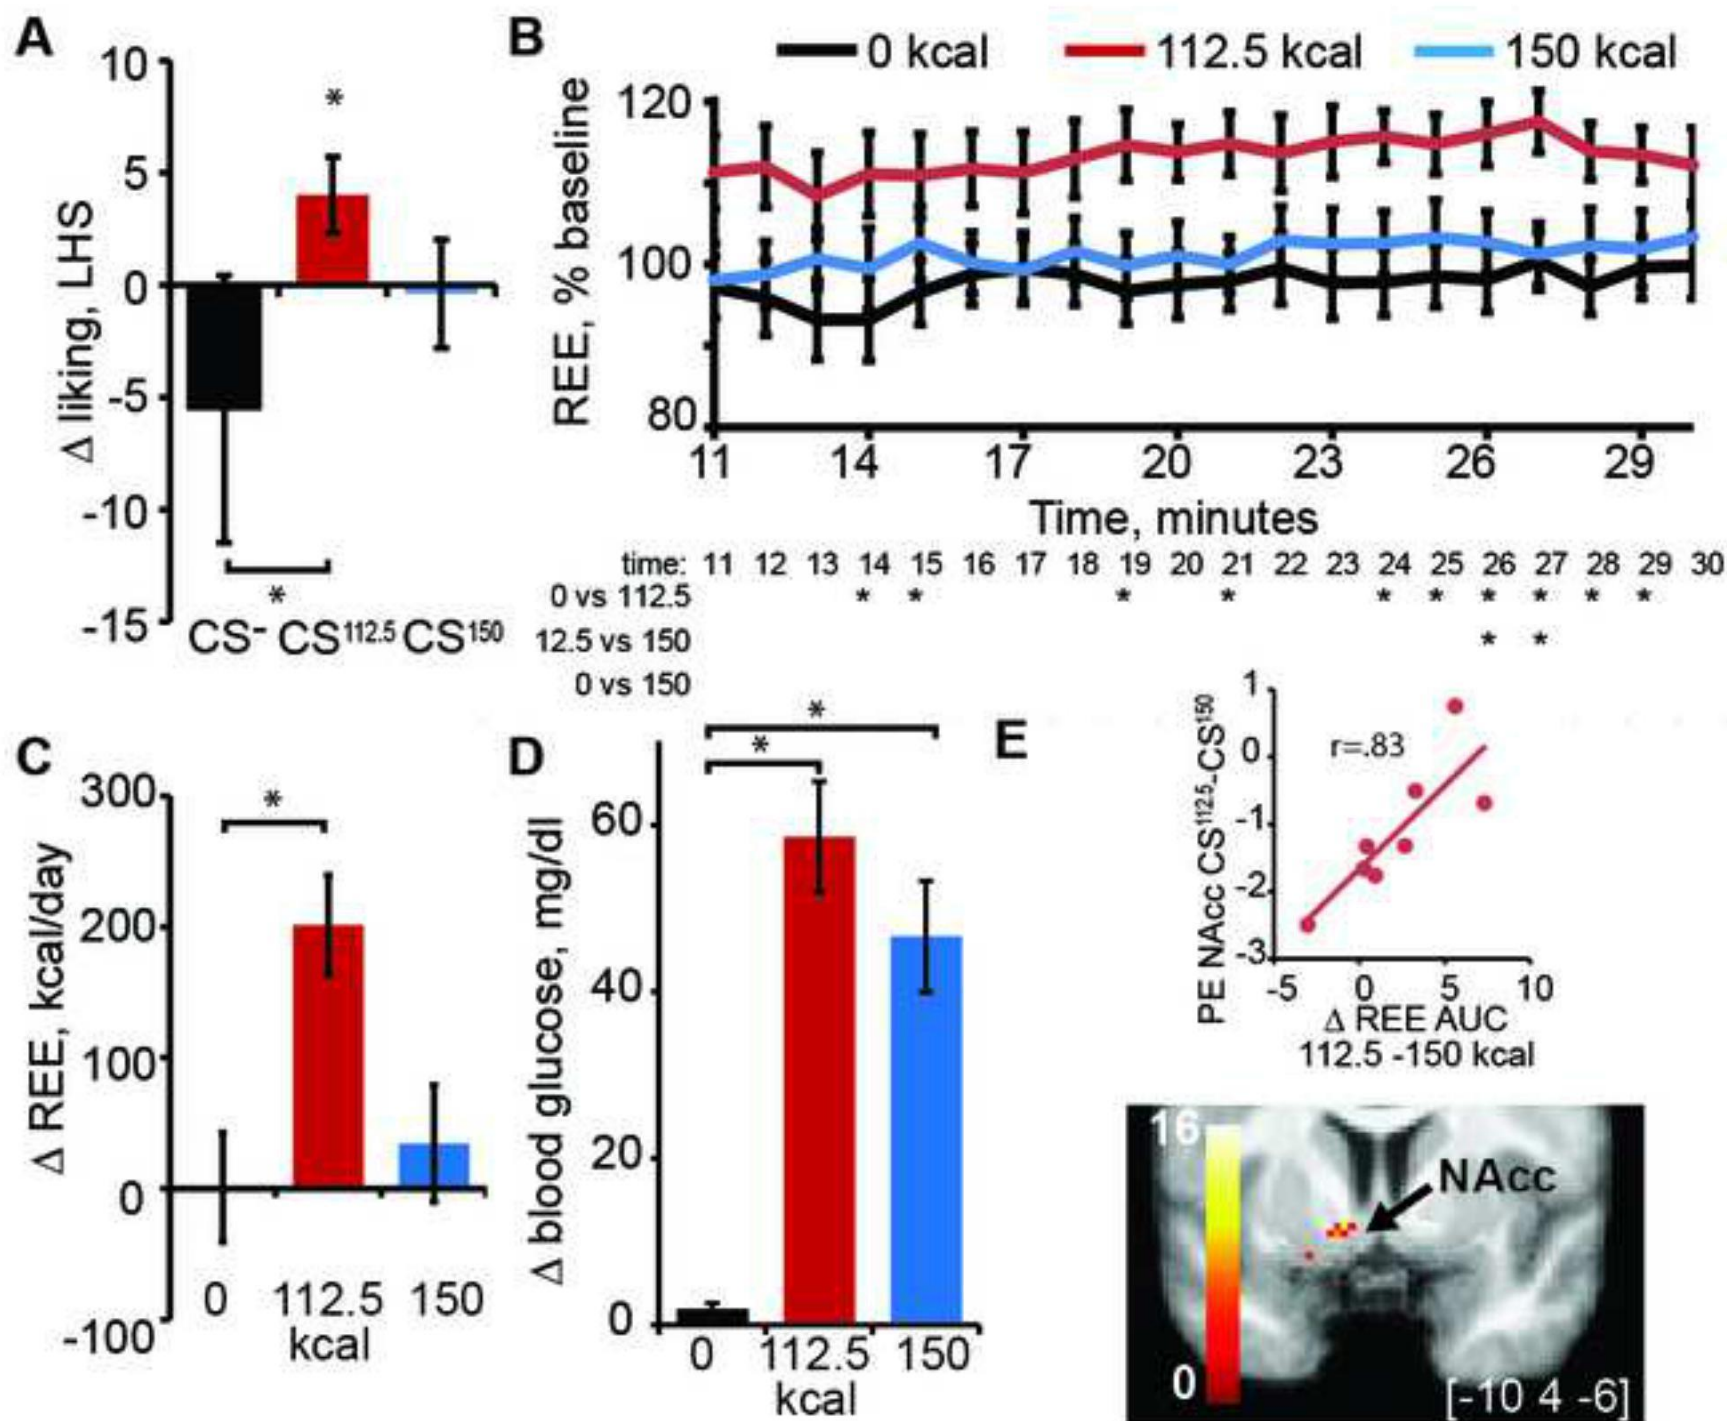 A
10
5
0
-5
-10
-15
Δ liking, LHS
*
*
CS- CS112.5 CS150
B
0 kcal 112.5 kcal 150 kcal
120
100
80
REE, % baseline
11 14 17 20 23 26 29
Time, minutes
time: 11 12 13 14 15 16 17 18 19 20 21 22 23 24 25 26 27 28 29 30
0 vs 112.5 * * * * * * * * * *
12.5 vs 150 * *
0 vs 150
C
300
200
100
0
-100
Δ REE, kcal/day
*
0 112.5 150
kcal
D
60
40
20
0
Δ blood glucose, mg/dl
*
*
0 112.5 150
kcal
E
1
0
-1
-2
-3
PE NAcc CS112.5-CS150
r=.83
-5 0 5 10
Δ REE AUC
112.5 -150 kcal
16
NAcc
0
[-10 4 -6]